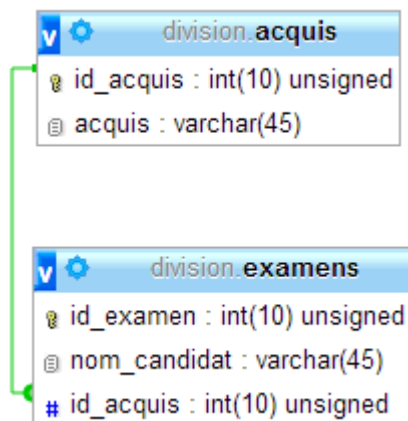 v division.acquis
id_acquis : int(10) unsigned
acquis : varchar(45)
v division.examens
id_examen : int(10) unsigned
nom_candidat : varchar(45)
# id_acquis : int(10) unsigned